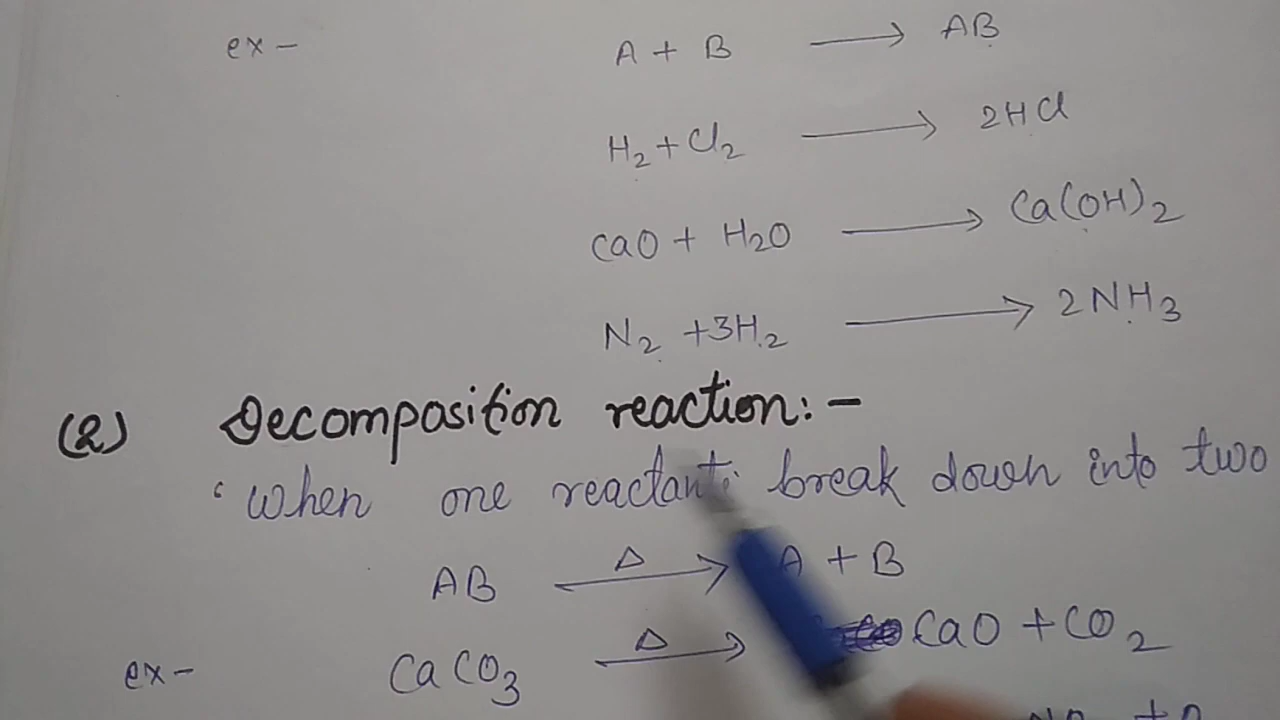 ex - A + B → AB
H2 + Cl2 → 2HCl
CaO + H2O → Ca(OH)2
N2 +3H2 → 2NH3
(2) Decomposition reaction:-
'When one reactant break down into two
AB Δ→ A + B
ex - CaCO3 Δ→ CaO + CO2